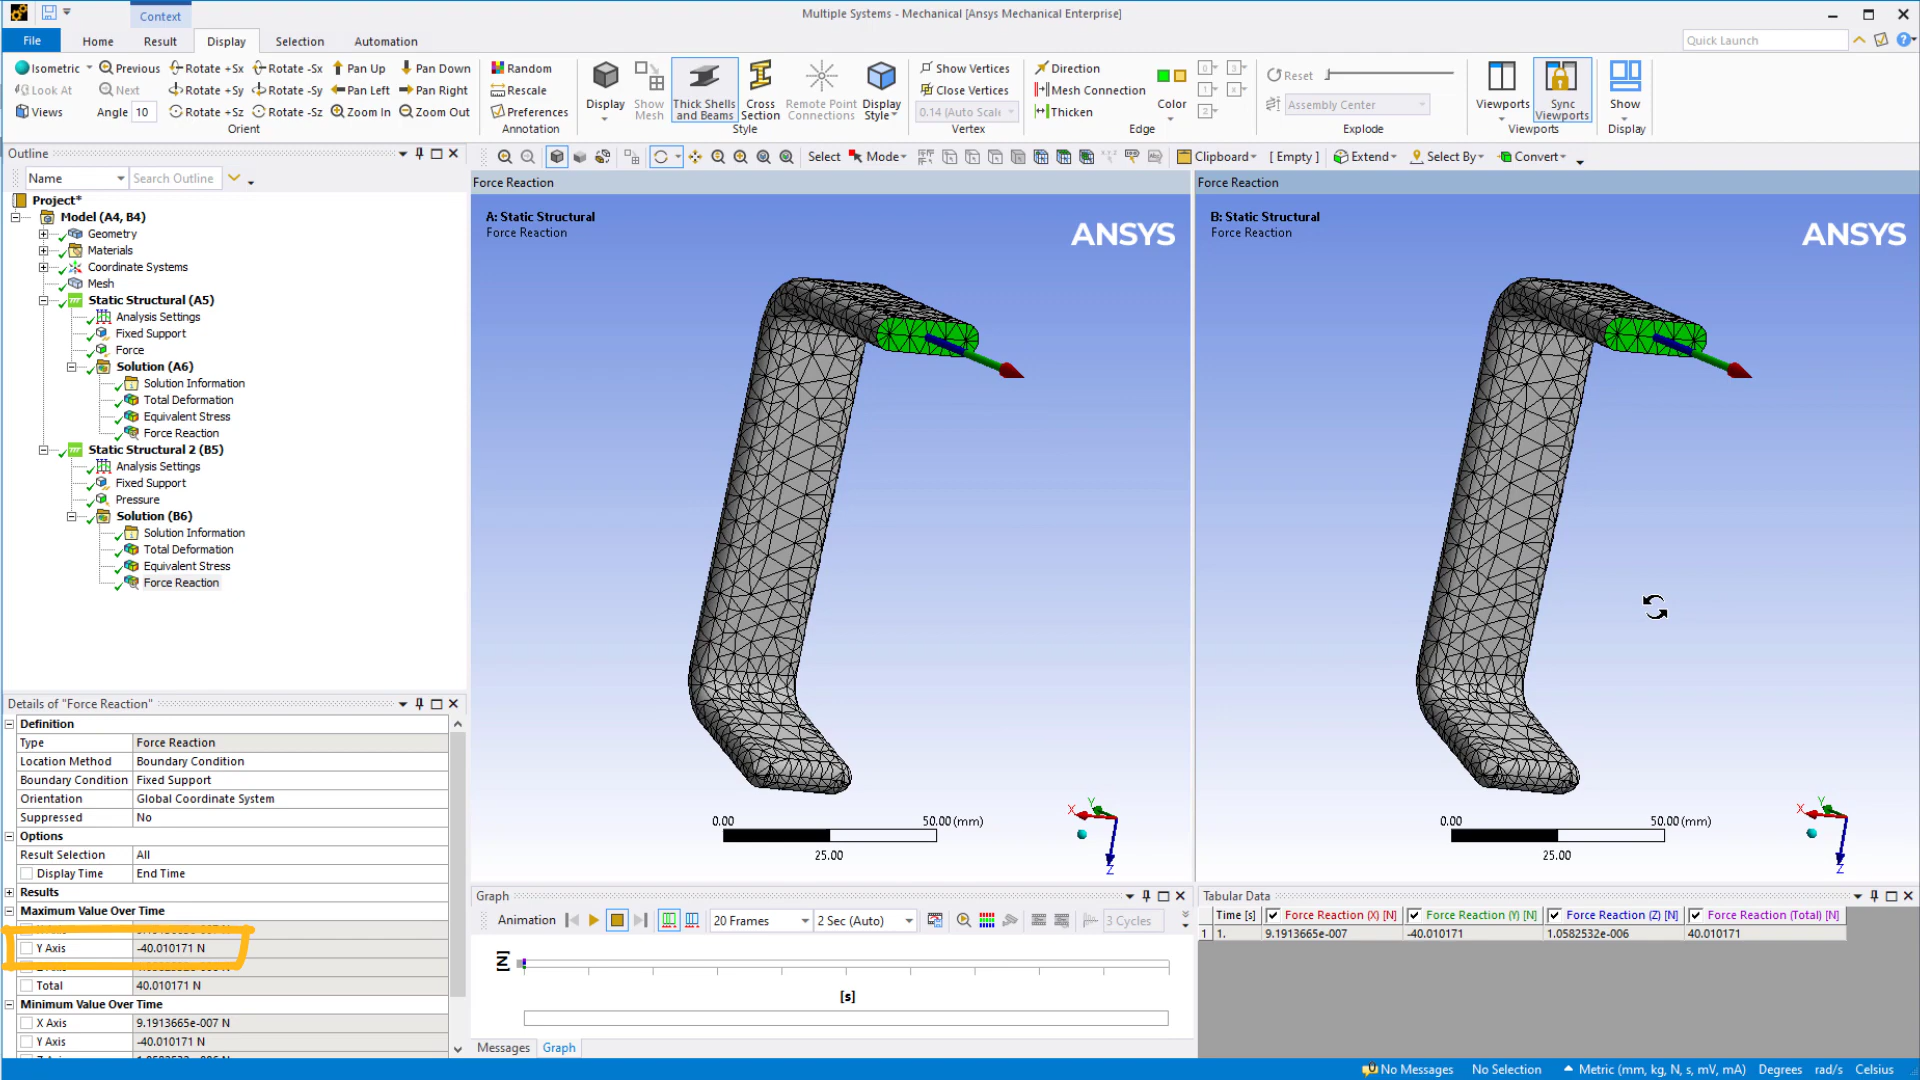 Context
Multiple Systems - Mechanical [Ansys Mechanical Enterprise]
File Home Result Display Selection Automation
Quick Launch
Isometric Previous Rotate +Sx Rotate -Sx Pan Up Pan Down
Look At Next Rotate +Sy Rotate -Sy Pan Left Pan Right
Views Angle 10 Rotate +Sz Rotate -Sz Zoom In Zoom Out
Orient
Random
Rescale
Preferences
Annotation
Display
Show Mesh
Thick Shells and Beams
Cross Section
Remote Point Connections
Display Style
Style
Show Vertices
Close Vertices
0.14 (Auto Scale
Vertex
Direction
Mesh Connection
Thicken
Color
Edge
Reset
Assembly Center
Explode
Viewports
Sync Viewports
Viewports
Show
Display
Outline
Name Search Outline
Select Mode Clipboard [ Empty ] Extend Select By Convert
Project*
Model (A4, B4)
Geometry
Materials
Coordinate Systems
Mesh
Static Structural (A5)
Analysis Settings
Fixed Support
Force
Solution (A6)
Solution Information
Total Deformation
Equivalent Stress
Force Reaction
Static Structural 2 (B5)
Analysis Settings
Fixed Support
Pressure
Solution (B6)
Solution Information
Total Deformation
Equivalent Stress
Force Reaction
Force Reaction
A: Static Structural
Force Reaction
ANSYS
0.00 50.00 (mm)
25.00
X Y Z
Force Reaction
B: Static Structural
Force Reaction
ANSYS
0.00 50.00 (mm)
25.00
X Y Z
Details of "Force Reaction"
Definition
Type Force Reaction
Location Method Boundary Condition
Boundary Condition Fixed Support
Orientation Global Coordinate System
Suppressed No
Options
Result Selection All
Display Time End Time
Results
Maximum Value Over Time
Y Axis -40.010171 N
Total 40.010171 N
Minimum Value Over Time
X Axis 9.1913665e-007 N
Y Axis -40.010171 N
Graph
Animation 20 Frames 2 Sec (Auto) 3 Cycles
[N]
[s]
Messages Graph
Tabular Data
Time [s] Force Reaction (X) [N] Force Reaction (Y) [N] Force Reaction (Z) [N] Force Reaction (Total) [N]
1 1. 9.1913665e-007 -40.010171 1.0582532e-006 40.010171
No Messages No Selection Metric (mm, kg, N, s, mV, mA) Degrees rad/s Celsius